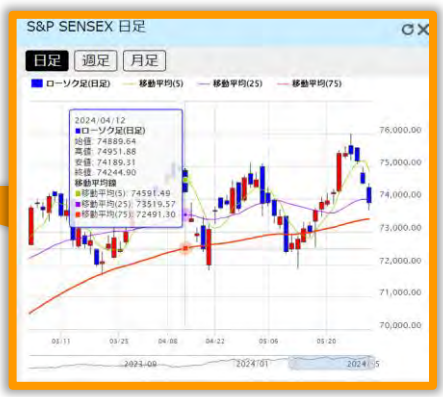 S&P SENSEX 日足
日足 週足 月足
ローソク足(日足) 移動平均(5) 移動平均(25) 移動平均(75)
2024/04/12
■ローソク足(日足)
始値: 74889.64
高値: 74951.88
安値: 74189.31
終値: 74244.90
移動平均線
移動平均(5): 74591.49
移動平均(25): 73519.57
移動平均(75): 72491.30
76,000.00
75,000.00
74,000.00
73,000.00
72,000.00
71,000.00
70,000.00
03/11 03/25 04/08 04/22 05/06 05/20
2023/09 2024/01